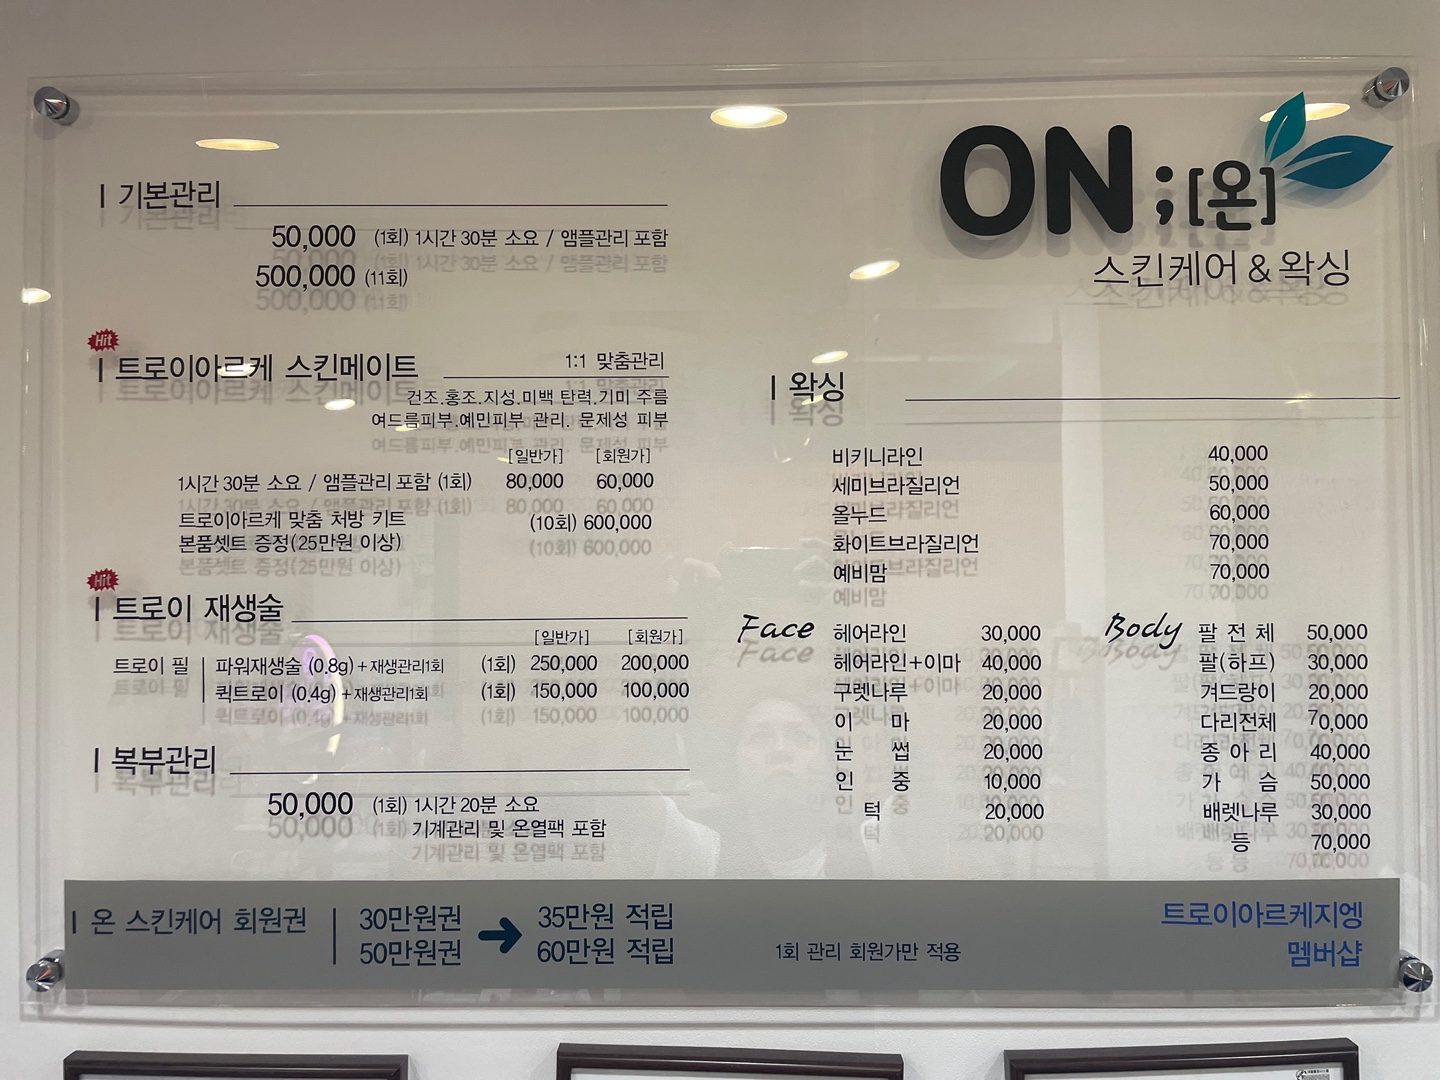 ON ; [온]
스킨케어 & 왁싱
기본관리
50,000 (1회) 1시간 30분 소요 / 앰플관리 포함
500,000 (11회)
Hit
트로이아르케 스킨메이트 1:1 맞춤관리
건조.홍조.지성.미백 탄력.기미 주름
여드름피부.예민피부 관리. 문제성 피부
[일반가] [회원가]
1시간 30분 소요 / 앰플관리 포함 (1회) 80,000 60,000
트로이아르케 맞춤 처방 키트 (10회) 600,000
본품셋트 증정(25만원 이상)
Hit
트로이 재생술
[일반가] [회원가]
트로이 필 파워재생술 (0.8g) + 재생관리1회 (1회) 250,000 200,000
퀵트로이 (0.4g) + 재생관리1회 (1회) 150,000 100,000
복부관리
50,000 (1회) 1시간 20분 소요
기계관리 및 온열팩 포함
왁싱
비키니라인 40,000
세미브라질리언 50,000
올누드 60,000
화이트브라질리언 70,000
예비맘 70,000
Face
헤어라인 30,000
헤어라인+이마 40,000
구렛나루 20,000
이 마 20,000
눈 썹 20,000
인 중 10,000
턱 20,000
Body
팔 전 체 50,000
팔(하프) 30,000
겨드랑이 20,000
다리전체 70,000
종 아 리 40,000
가 슴 50,000
배렛나루 30,000
등 70,000
온 스킨케어 회원권
30만원권 → 35만원 적립
50만원권 60만원 적립
1회 관리 회원가만 적용
트로이아르케지엥
멤버샵